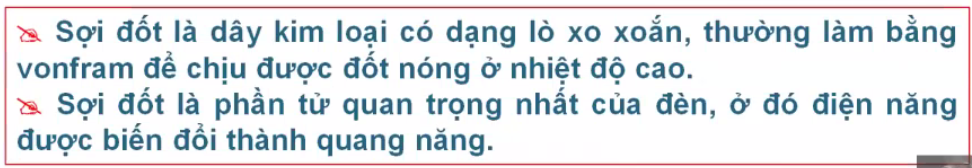 Sợi đốt là dây kim loại có dạng lò xo xoắn, thường làm bằng
vonfram để chịu được đốt nóng ở nhiệt độ cao.
Sợi đốt là phần tử quan trọng nhất của đèn, ở đó điện năng
được biến đổi thành quang năng.